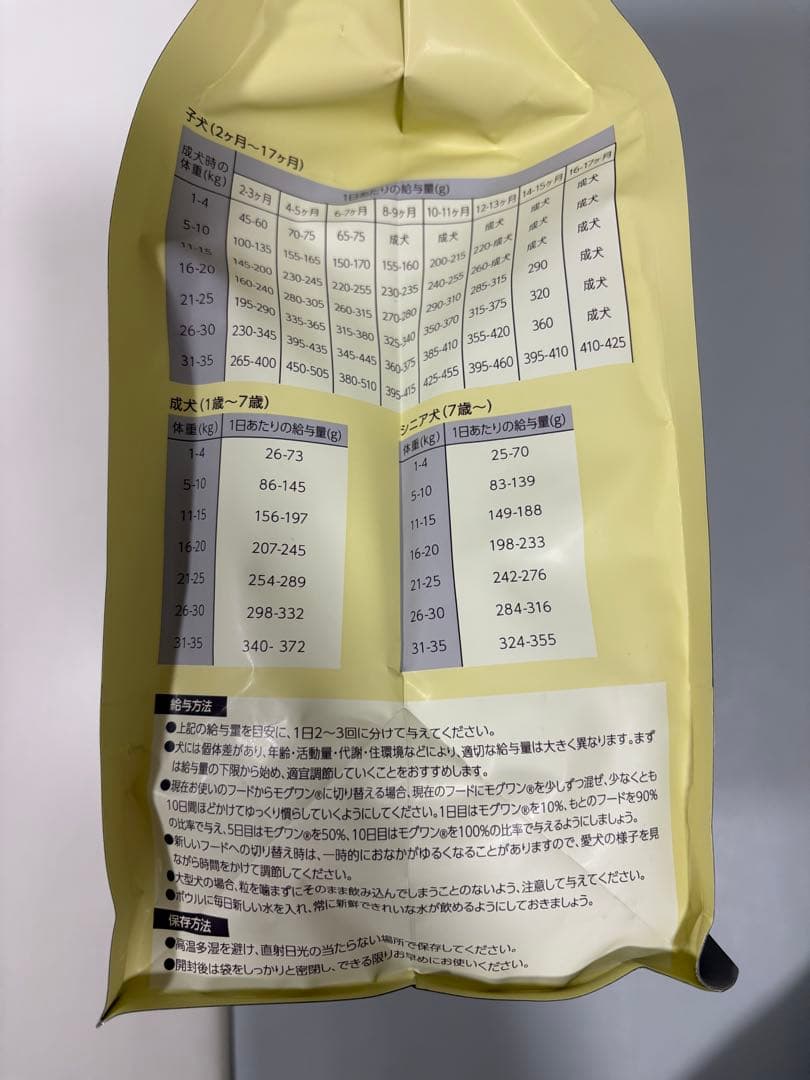 子犬(2ヶ月～17ヶ月)
成犬時の体重(kg) 1日あたりの給与量(g)
2-3ヶ月 4-5ヶ月 6-7ヶ月 8-9ヶ月 10-11ヶ月 12-13ヶ月 14-15ヶ月 16-17ヶ月
1-4 45-60 70-75 65-75 成犬 成犬 成犬 成犬 成犬
5-10 100-135 155-165 150-170 155-160 200-215 220-成犬 成犬 成犬
11-15 145-200 230-245 220-255 230-235 240-255 260-成犬 成犬 成犬
16-20 160-240 280-305 260-315 270-280 290-310 285-315 290 成犬
21-25 195-290 335-365 315-380 325-340 350-370 315-375 320 成犬
26-30 230-345 395-435 345-445 360-375 385-410 355-420 360 成犬
31-35 265-400 450-505 380-510 395-415 425-455 395-460 395-410 410-425
成犬(1歳～7歳)
体重(kg) 1日あたりの給与量(g)
1-4 26-73
5-10 86-145
11-15 156-197
16-20 207-245
21-25 254-289
26-30 298-332
31-35 340- 372
シニア犬(7歳～)
体重(kg) 1日あたりの給与量(g)
1-4 25-70
5-10 83-139
11-15 149-188
16-20 198-233
21-25 242-276
26-30 284-316
31-35 324-355
給与方法
●上記の給与量を目安に、1日2～3回に分けて与えてください。
●犬には個体差があり、年齢・活動量・代謝・住環境などにより、適切な給与量は大きく異なります。まず
は給与量の下限から始め、適宜調節していくことをおすすめします。
●現在お使いのフードからモグワン®に切り替える場合、現在のフードにモグワン®を少しずつ混ぜ、少なくとも
10日間ほどかけてゆっくり慣らしていくようにしてください。1日目はモグワン®を10%、もとのフードを90%
の比率で与え、5日目はモグワン®を50%、10日目はモグワン®を100%の比率で与えるようにしましょう。
●新しいフードへの切り替え時は、一時的におなかがゆるくなることがありますので、愛犬の様子を見
ながら時間をかけて調節してください。
●大型犬の場合、粒を噛まずにそのまま飲み込んでしまうことのないよう、注意して与えてください。
●ボウルに毎日新しい水を入れ、常に新鮮できれいな水が飲めるようにしておきましょう。
保存方法
●高温多湿を避け、直射日光の当たらない場所で保存してください。
●開封後は袋をしっかりと密閉し、できる限りお早めにお使いください。